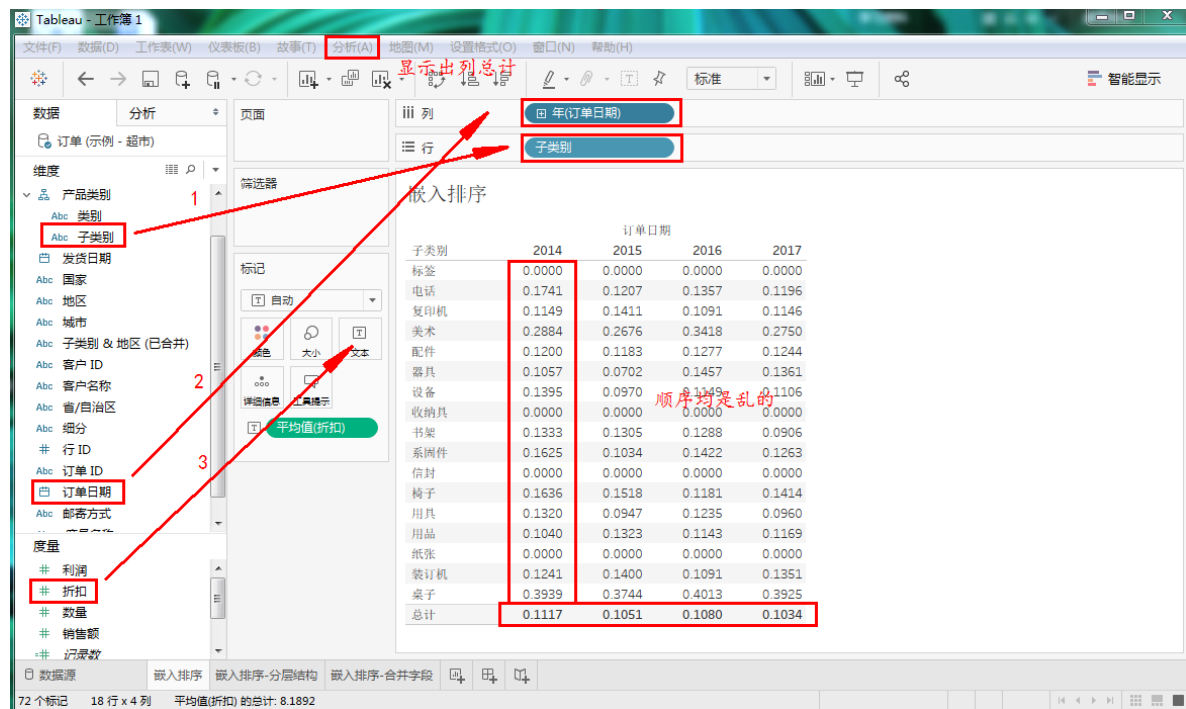 Tableau - 工作簿 1
文件(F) 数据(D) 工作表(W) 仪表板(B) 故事(T) 分析(A) 地图(M) 设置格式(O) 窗口(N) 帮助(H)
显示出列总计
标准
智能显示
数据 分析
页面
列 年(订单日期)
订单 (示例 - 超市)
行 子类别
维度
筛选器
嵌入排序
产品类别
1
Abc 类别
Abc 子类别
发货日期
Abc 国家
Abc 地区
Abc 城市
Abc 子类别 & 地区 (已合并)
Abc 客户 ID
Abc 客户名称
2
Abc 省/自治区
Abc 细分
# 行 ID
3
Abc 订单 ID
订单日期
Abc 邮寄方式
标记
自动
颜色 大小 文本
详细信息 工具提示
平均值(折扣)
度量
# 利润
# 折扣
# 数量
# 销售额
=# 记录数
订单日期
子类别 2014 2015 2016 2017
标签 0.0000 0.0000 0.0000 0.0000
电话 0.1741 0.1207 0.1357 0.1196
复印机 0.1149 0.1411 0.1091 0.1146
美术 0.2884 0.2676 0.3418 0.2750
配件 0.1200 0.1183 0.1277 0.1244
器具 0.1057 0.0702 0.1457 0.1361
设备 0.1395 0.0970 0.1149 0.1106
顺序均是乱的
收纳具 0.0000 0.0000 0.0000 0.0000
书架 0.1333 0.1305 0.1288 0.0906
系固件 0.1625 0.1034 0.1422 0.1263
信封 0.0000 0.0000 0.0000 0.0000
椅子 0.1636 0.1518 0.1181 0.1414
用具 0.1320 0.0947 0.1235 0.0960
用品 0.1040 0.1323 0.1143 0.1169
纸张 0.0000 0.0000 0.0000 0.0000
装订机 0.1241 0.1400 0.1091 0.1351
桌子 0.3939 0.3744 0.4013 0.3925
总计 0.1117 0.1051 0.1080 0.1034
数据源 嵌入排序 嵌入排序-分层结构 嵌入排序-合并字段
72 个标记 18 行 x 4 列 平均值(折扣) 的总计: 8.1892